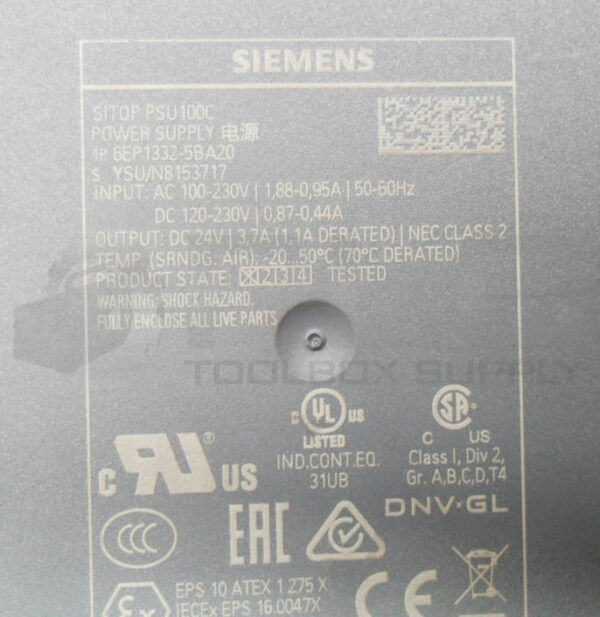 SIEMENS
SITOP PSU100C
POWER SUPPLY 电源
1P 6EP1332-5BA20
S YSU/N8153717
INPUT: AC 100-230V | 1,88-0,95A | 50-60Hz
DC 120-230V | 0,87-0,44A
OUTPUT: DC 24V | 3,7A (1,1A DERATED) | NEC CLASS 2
TEMP. (SRNDG. AIR): -20...50°C (70°C DERATED)
PRODUCT STATE: X 2 3 4 TESTED
WARNING: SHOCK HAZARD.
FULLY ENCLOSE ALL LIVE PARTS
TOOLBOX SUPPLY
C UL US
LISTED
IND.CONT.EQ.
31UB
SA
C US
Class I, Div 2,
Gr. A,B,C,D,T4
c RU ® US
DNV·GL
CCC
EAC
EPS 10 ATEX 1 275 X
IECEx EPS 16.0047X
Ex
CE